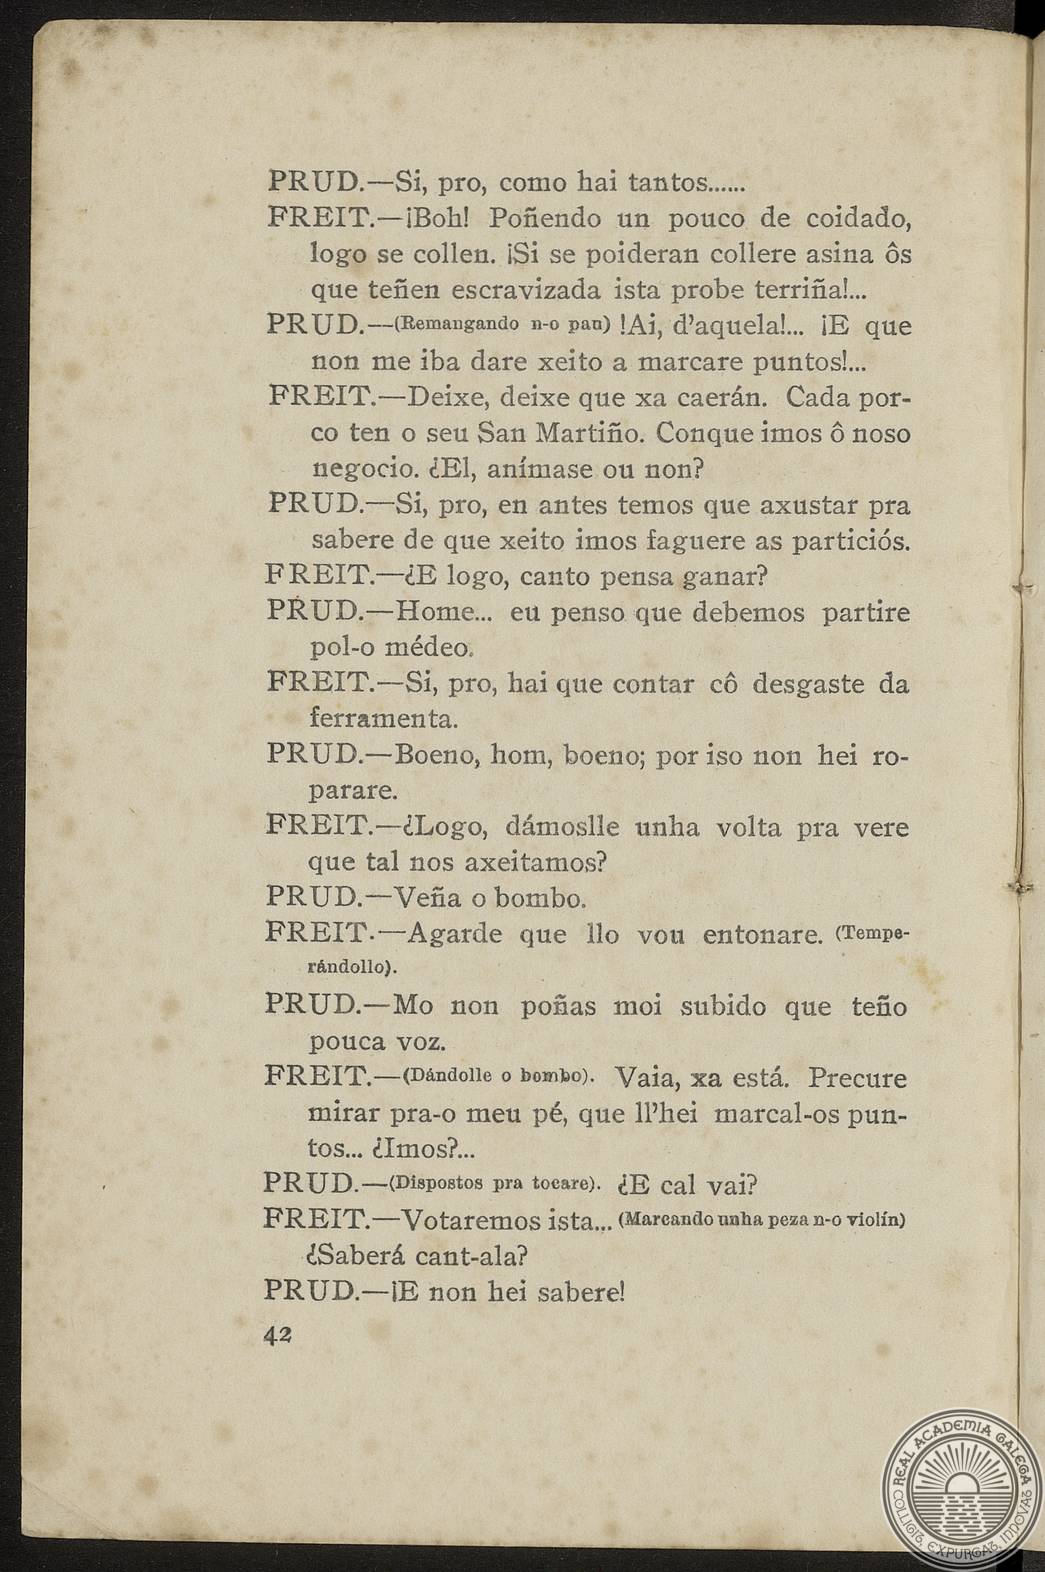 PRUD.—Si, pro, como hai tantos......
FREIT.—¡Boh! Poñendo un pouco de coidado,
logo se collen. ¡Si se poideran collere asina ôs
que teñen escravizada ista probe terriña!...
PRUD.—(Remangando n-o pau) !Ai, d'aquela!... ¡E que
non me iba dare xeito a marcare puntos!...
FREIT.—Deixe, deixe que xa caerán. Cada por-
co ten o seu San Martiño. Conque imos ô noso
negocio. ¿El, anímase ou non?
PRUD.—Si, pro, en antes temos que axustar pra
sabere de que xeito imos faguere as particiós.
FREIT.—¿E logo, canto pensa ganar?
PRUD.—Home... eu penso que debemos partire
pol-o médeo.
FREIT.—Si, pro, hai que contar cô desgaste da
ferramenta.
PRUD.—Boeno, hom, boeno; por iso non hei ro-
parare.
FREIT.—¿Logo, dámoslle unha volta pra vere
que tal nos axeitamos?
PRUD.—Veña o bombo.
FREIT.—Agarde que llo vou entonare. (Tempe-
rándollo).
PRUD.—Mo non poñas moi subido que teño
pouca voz.
FREIT.—(Dándolle o bombo). Vaia, xa está. Precure
mirar pra-o meu pé, que ll'hei marcal-os pun-
tos... ¿Imos?...
PRUD.—(Dispostos pra tocare). ¿E cal vai?
FREIT.—Votaremos ista... (Marcando unha peza n-o violín)
¿Saberá cant-ala?
PRUD.—¡E non hei sabere!
42
REAL ACADEMIA GALEGA
COLLIGIT, EXPURGAT, INNOVAT